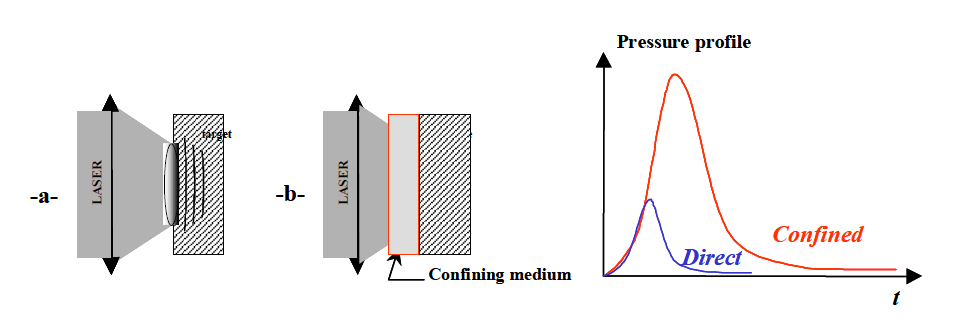 Pressure profile
target
LASER
-a-
LASER
-b-
Confined
Direct
Confining medium
t